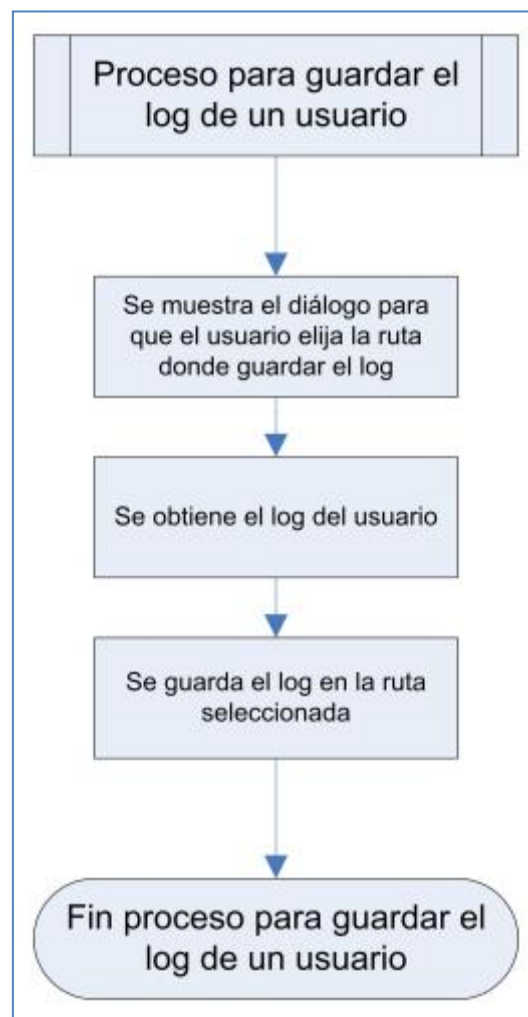 Proceso para guardar el
log de un usuario
Se muestra el diálogo para
que el usuario elija la ruta
donde guardar el log
Se obtiene el log del usuario
Se guarda el log en la ruta
seleccionada
Fin proceso para guardar el
log de un usuario